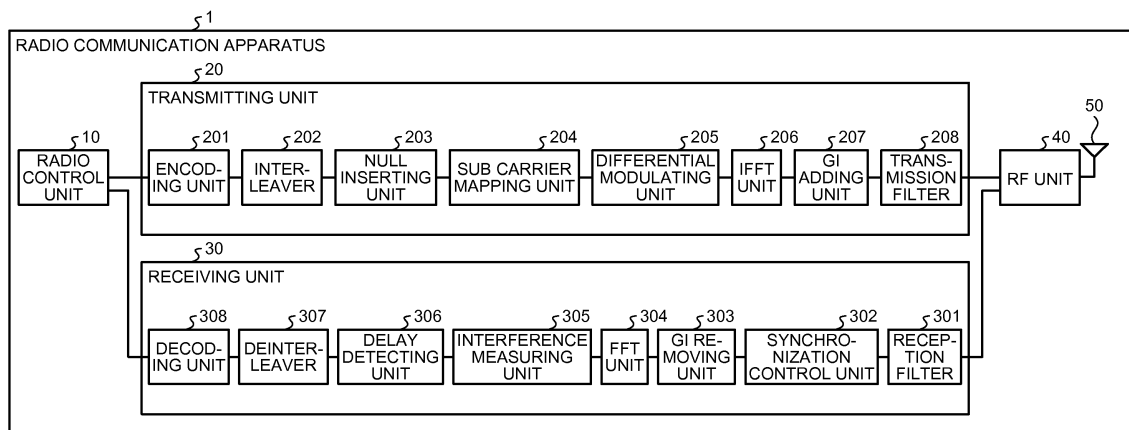 1
RADIO COMMUNICATION APPARATUS
20
TRANSMITTING UNIT
10
RADIO
CONTROL
UNIT
201
ENCOD-
ING UNIT
202
INTER-
LEAVER
203
NULL
INSERTING
UNIT
204
SUB CARRIER
MAPPING UNIT
205
DIFFERENTIAL
MODULATING
UNIT
206
IFFT
UNIT
207
GI
ADDING
UNIT
208
TRANS-
MISSION
FILTER
40
RF UNIT
50
30
RECEIVING UNIT
308
DECOD-
ING UNIT
307
DEINTER-
LEAVER
306
DELAY
DETECTING
UNIT
305
INTERFERENCE
MEASURING
UNIT
304
FFT
UNIT
303
GI RE-
MOVING
UNIT
302
SYNCHRO-
NIZATION
CONTROL UNIT
301
RECEP-
TION
FILTER